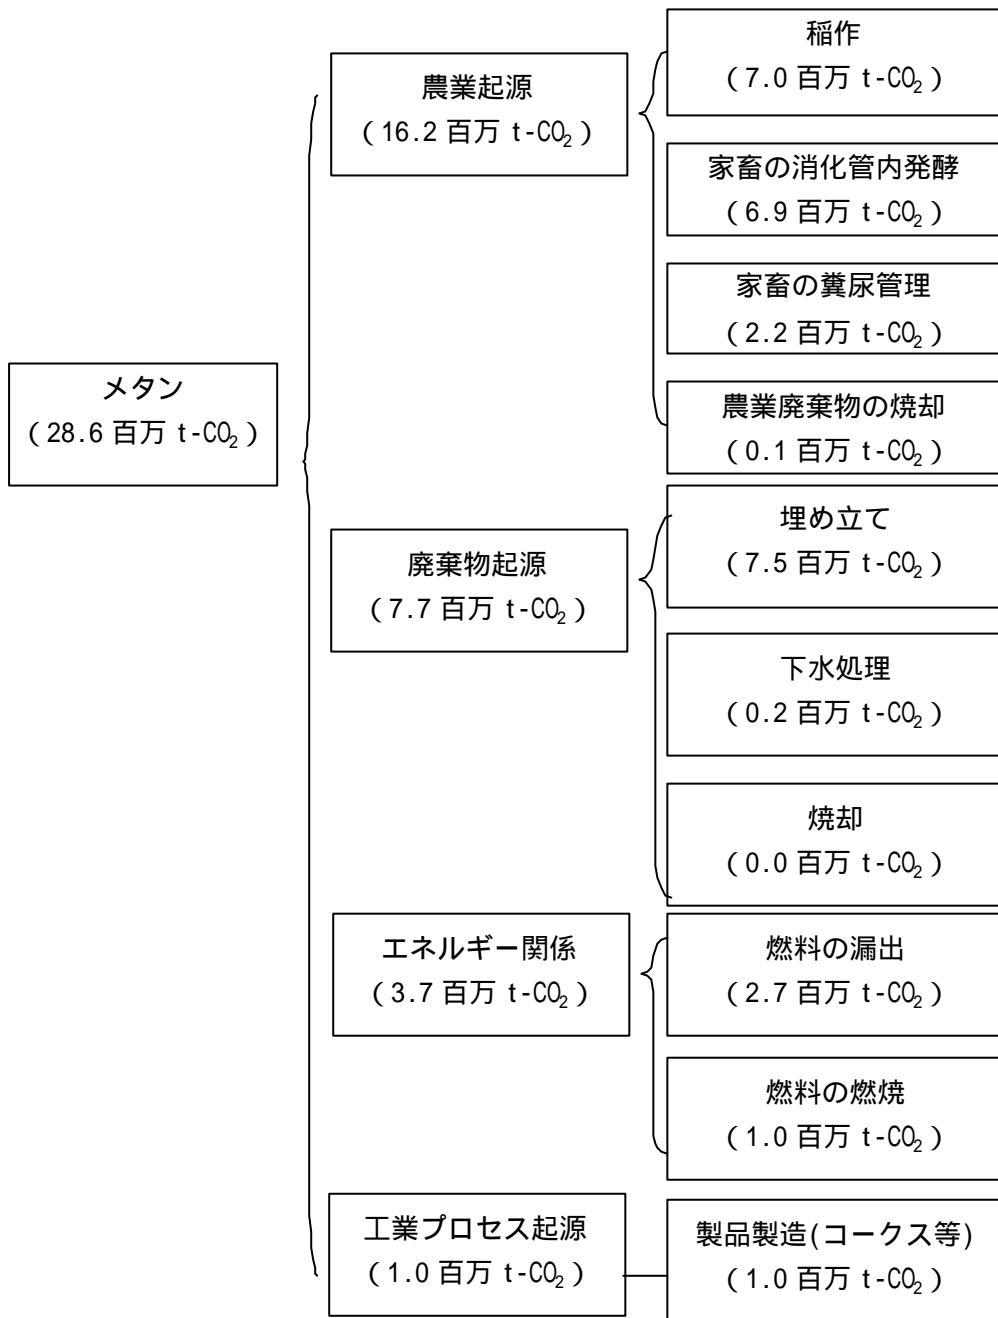 メタン
(28.6 百万 t-CO₂)
農業起源
(16.2 百万 t-CO₂)
稲作
(7.0 百万 t-CO₂)
家畜の消化管内発酵
(6.9 百万 t-CO₂)
家畜の糞尿管理
(2.2 百万 t-CO₂)
農業廃棄物の焼却
(0.1 百万 t-CO₂)
廃棄物起源
(7.7 百万 t-CO₂)
埋め立て
(7.5 百万 t-CO₂)
下水処理
(0.2 百万 t-CO₂)
焼却
(0.0 百万 t-CO₂)
エネルギー関係
(3.7 百万 t-CO₂)
燃料の漏出
(2.7 百万 t-CO₂)
燃料の燃焼
(1.0 百万 t-CO₂)
工業プロセス起源
(1.0 百万 t-CO₂)
製品製造(コークス等)
(1.0 百万 t-CO₂)